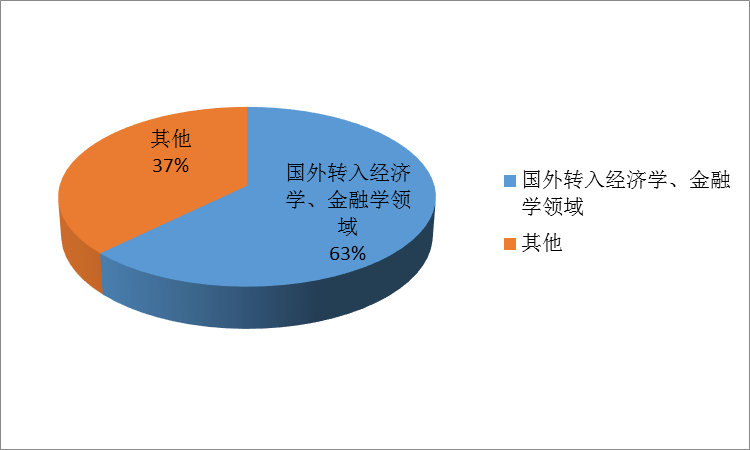 其他
37%
国外转入经济
学、金融学领
域
63%
国外转入经济学、金融
学领域
其他